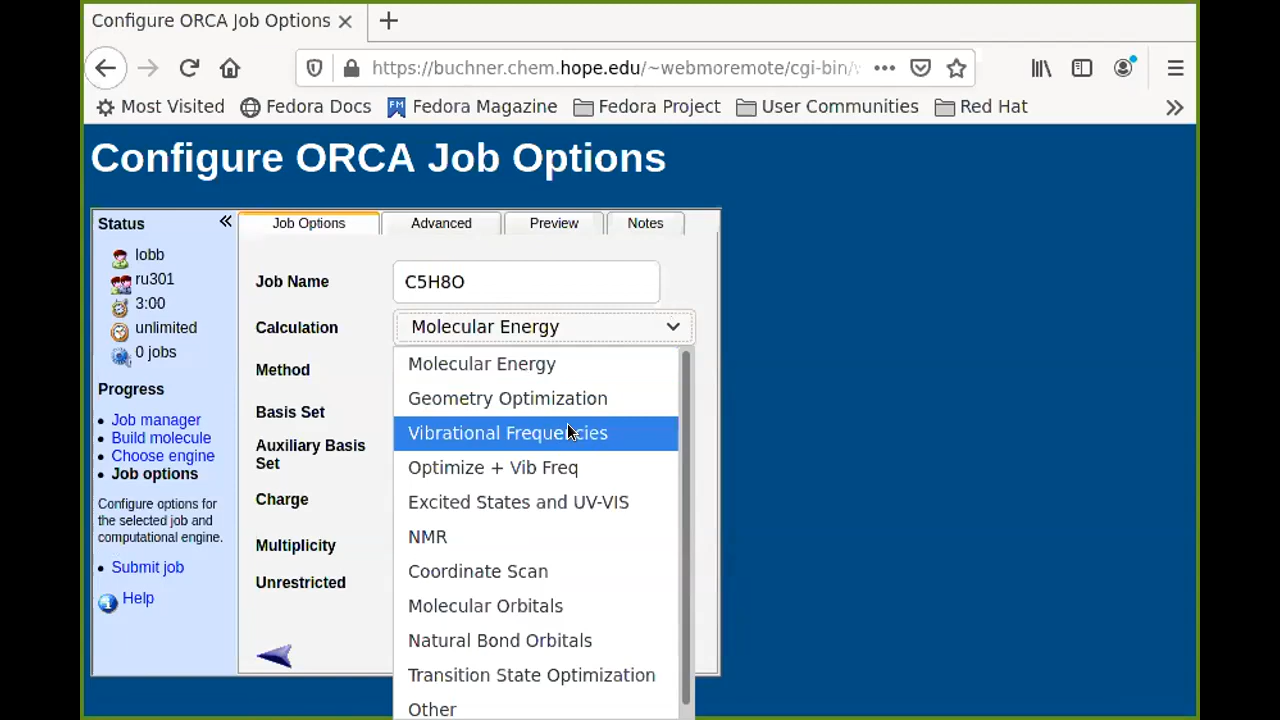 Configure ORCA Job Options
https://buchner.chem.hope.edu/~webmoremote/cgi-bin/
Most Visited Fedora Docs Fedora Magazine Fedora Project User Communities Red Hat
Configure ORCA Job Options
Status
lobb
ru301
3:00
unlimited
0 jobs
Progress
Job manager
Build molecule
Choose engine
Job options
Configure options for
the selected job and
computational engine.
Submit job
Help
Job Options Advanced Preview Notes
Job Name C5H8O
Calculation Molecular Energy
Method
Basis Set
Auxiliary Basis
Set
Charge
Multiplicity
Unrestricted
Molecular Energy
Geometry Optimization
Vibrational Frequencies
Optimize + Vib Freq
Excited States and UV-VIS
NMR
Coordinate Scan
Molecular Orbitals
Natural Bond Orbitals
Transition State Optimization
Other